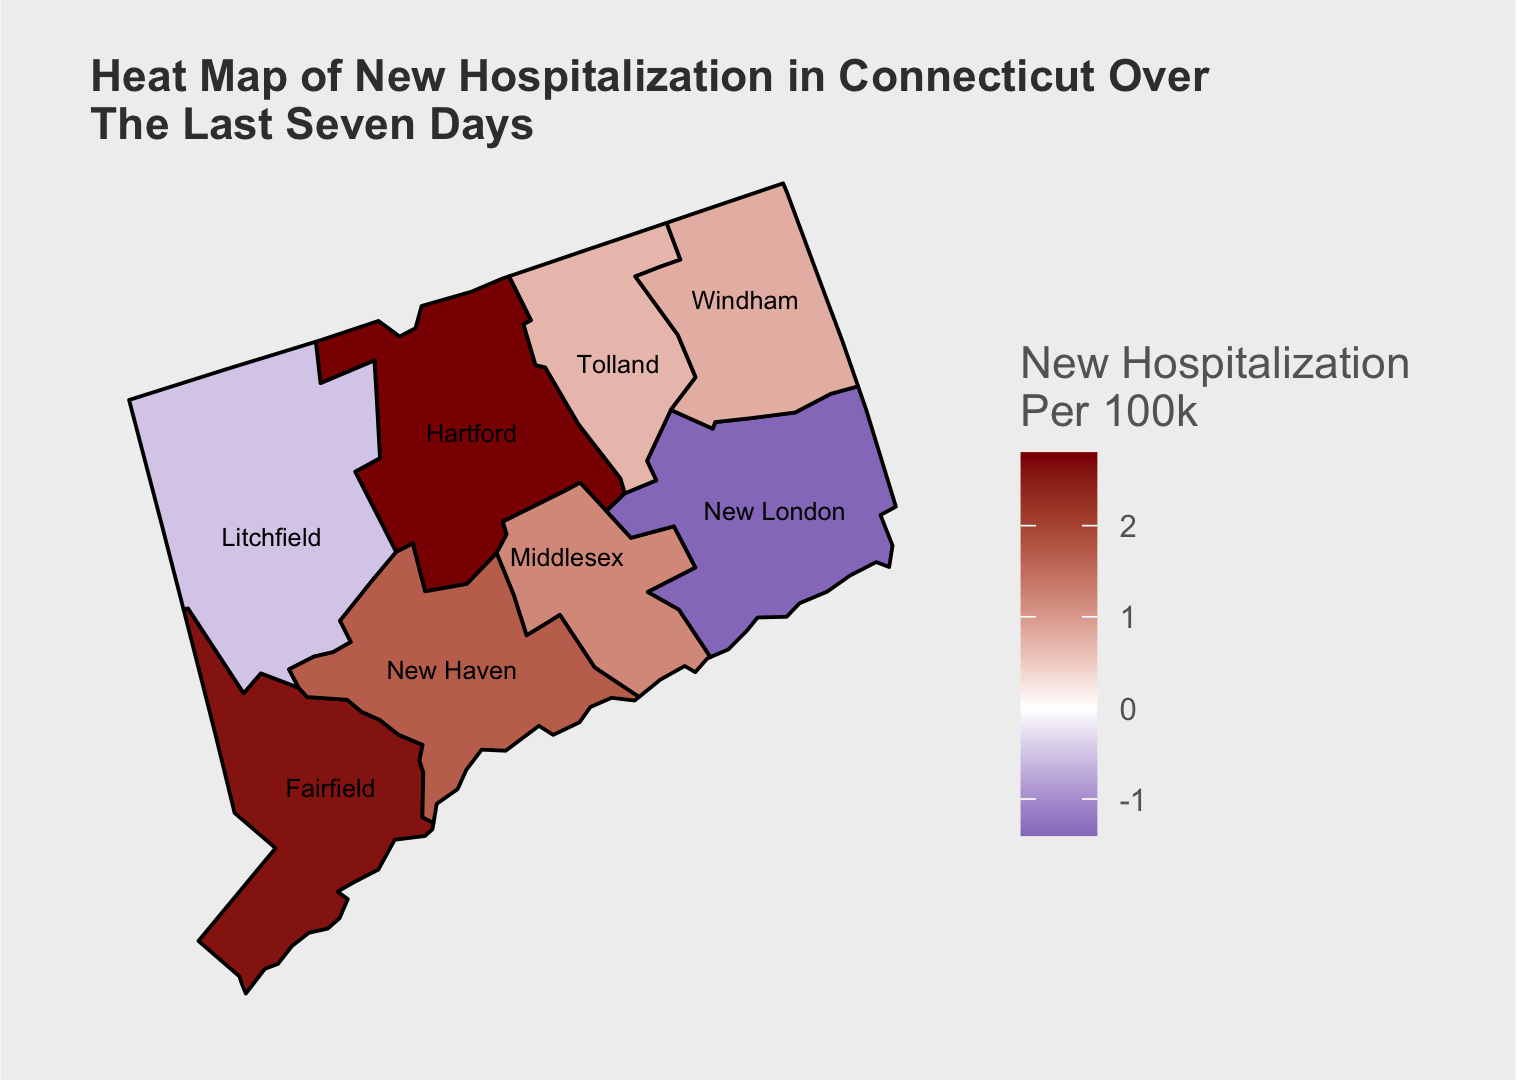 Heat Map of New Hospitalization in Connecticut Over
The Last Seven Days
Windham
Tolland
New Hospitalization
Per 100k
Hartford
New London
2
Litchfield
Middlesex
1
New Haven
0
Fairfield
-1